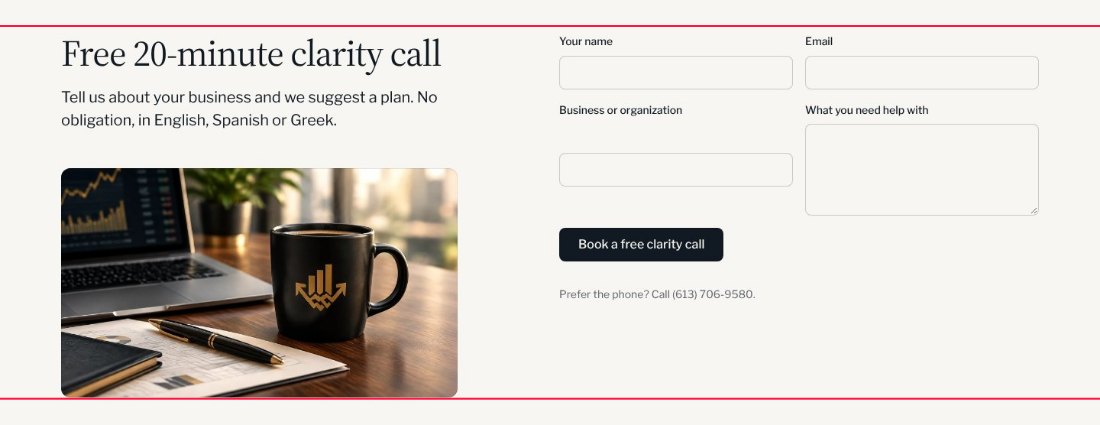 Free 20-minute clarity call
Tell us about your business and we suggest a plan. No
obligation, in English, Spanish or Greek.
Your name
Email
Business or organization
What you need help with
Book a free clarity call
Prefer the phone? Call (613) 706-9580.